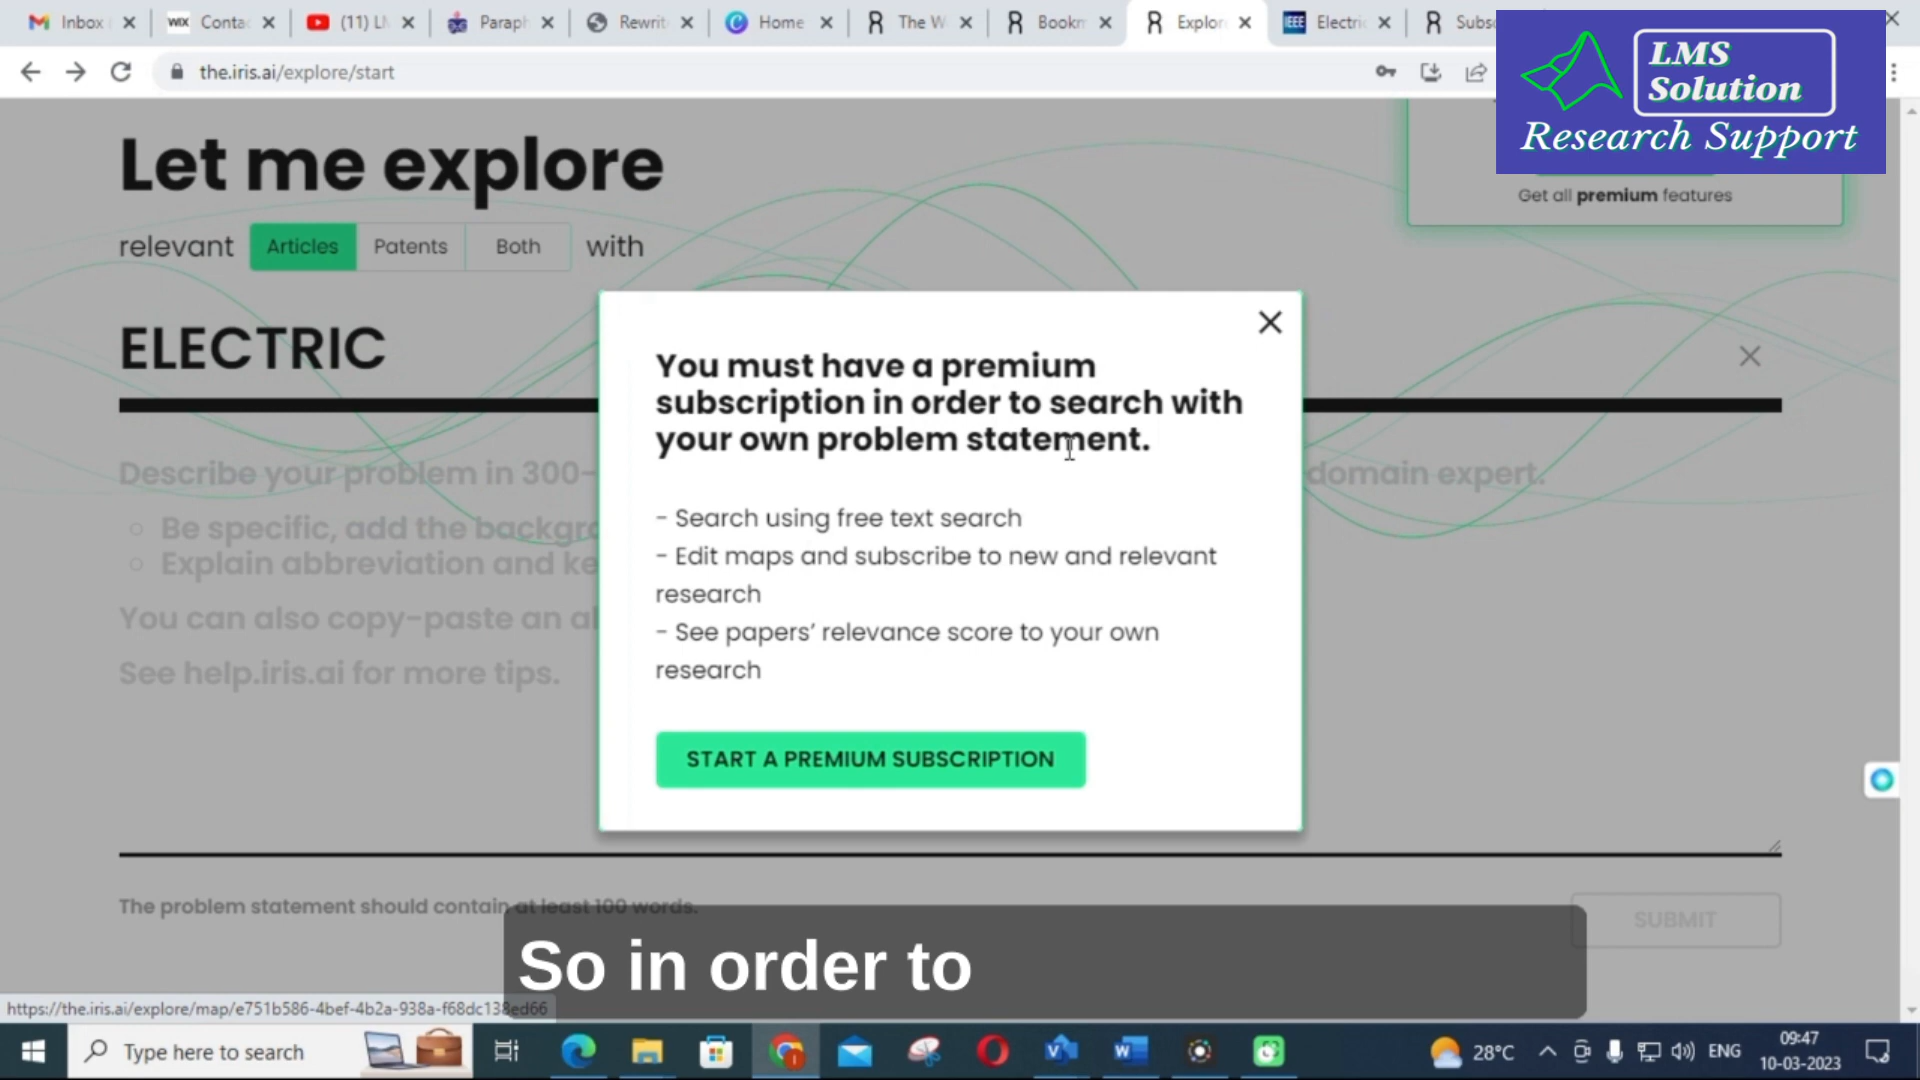 Inbox
Conta
(11) LM
Paraph
Rewrit
Home
The W
Bookm
Explor
IEEE
Electric
Subsc
WIX
the.iris.ai/explore/start
LMS
Solution
Research Support
Get all premium features
Let me explore
relevant Articles Patents Both with
ELECTRIC
Describe your problem in 300-
domain expert.
Be specific, add the backgro
Explain abbreviation and ke
You can also copy-paste an a
See help.iris.ai for more tips.
You must have a premium
subscription in order to search with
your own problem statement.
- Search using free text search
- Edit maps and subscribe to new and relevant
research
- See papers’ relevance score to your own
research
START A PREMIUM SUBSCRIPTION
The problem statement should contain at least 100 words.
SUBMIT
So in order to
https://the.iris.ai/explore/map/e751b586-4bef-4b2a-938a-f68dc138ed66
Type here to search
28°C
ENG
09:47
10-03-2023